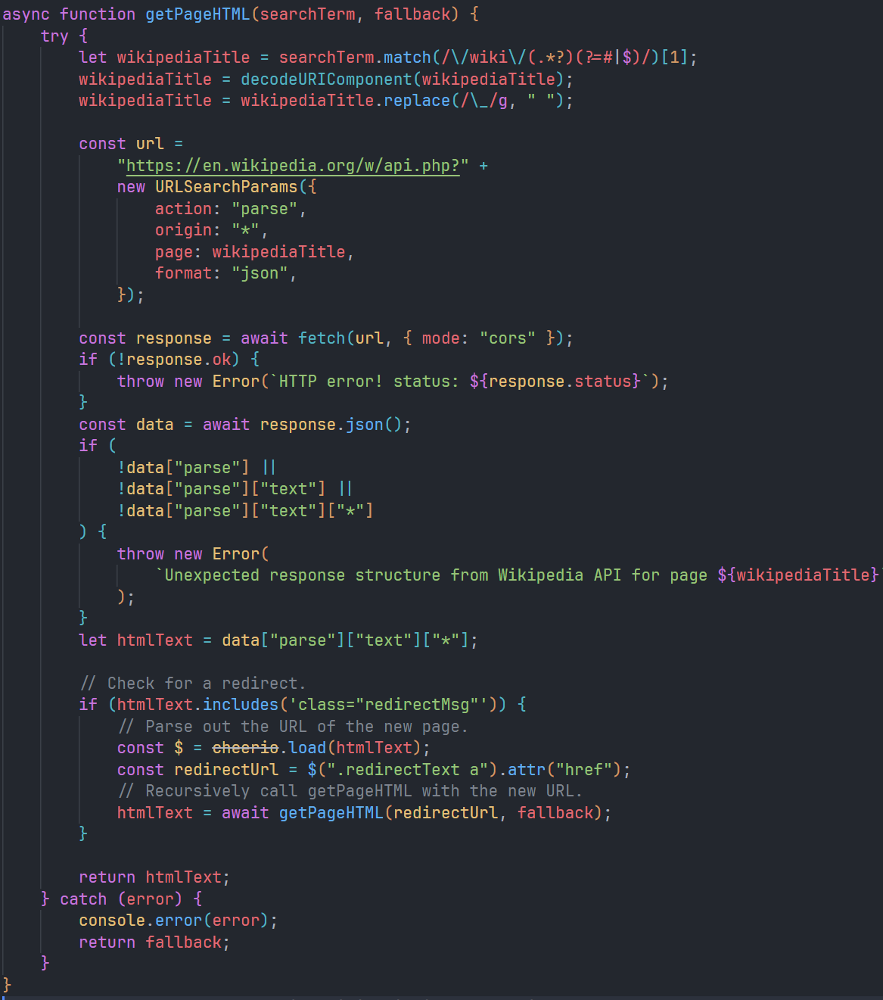 async function getPageHTML(searchTerm, fallback) {
    try {
        let wikipediaTitle = searchTerm.match(/\/wiki\/(.*?)(?=#|$)/)[1];
        wikipediaTitle = decodeURIComponent(wikipediaTitle);
        wikipediaTitle = wikipediaTitle.replace(/\_/g, " ");

        const url =
            "https://en.wikipedia.org/w/api.php?" +
            new URLSearchParams({
                action: "parse",
                origin: "*",
                page: wikipediaTitle,
                format: "json",
            });

        const response = await fetch(url, { mode: "cors" });
        if (!response.ok) {
            throw new Error(`HTTP error! status: ${response.status}`);
        }
        const data = await response.json();
        if (
            !data["parse"] ||
            !data["parse"]["text"] ||
            !data["parse"]["text"]["*"]
        ) {
            throw new Error(
                `Unexpected response structure from Wikipedia API for page ${wikipediaTitle}`
            );
        }
        let htmlText = data["parse"]["text"]["*"];

        // Check for a redirect.
        if (htmlText.includes('class="redirectMsg"')) {
            // Parse out the URL of the new page.
            const $ = cheerio.load(htmlText);
            const redirectUrl = $(".redirectText a").attr("href");
            // Recursively call getPageHTML with the new URL.
            htmlText = await getPageHTML(redirectUrl, fallback);
        }

        return htmlText;
    } catch (error) {
        console.error(error);
        return fallback;
    }
}